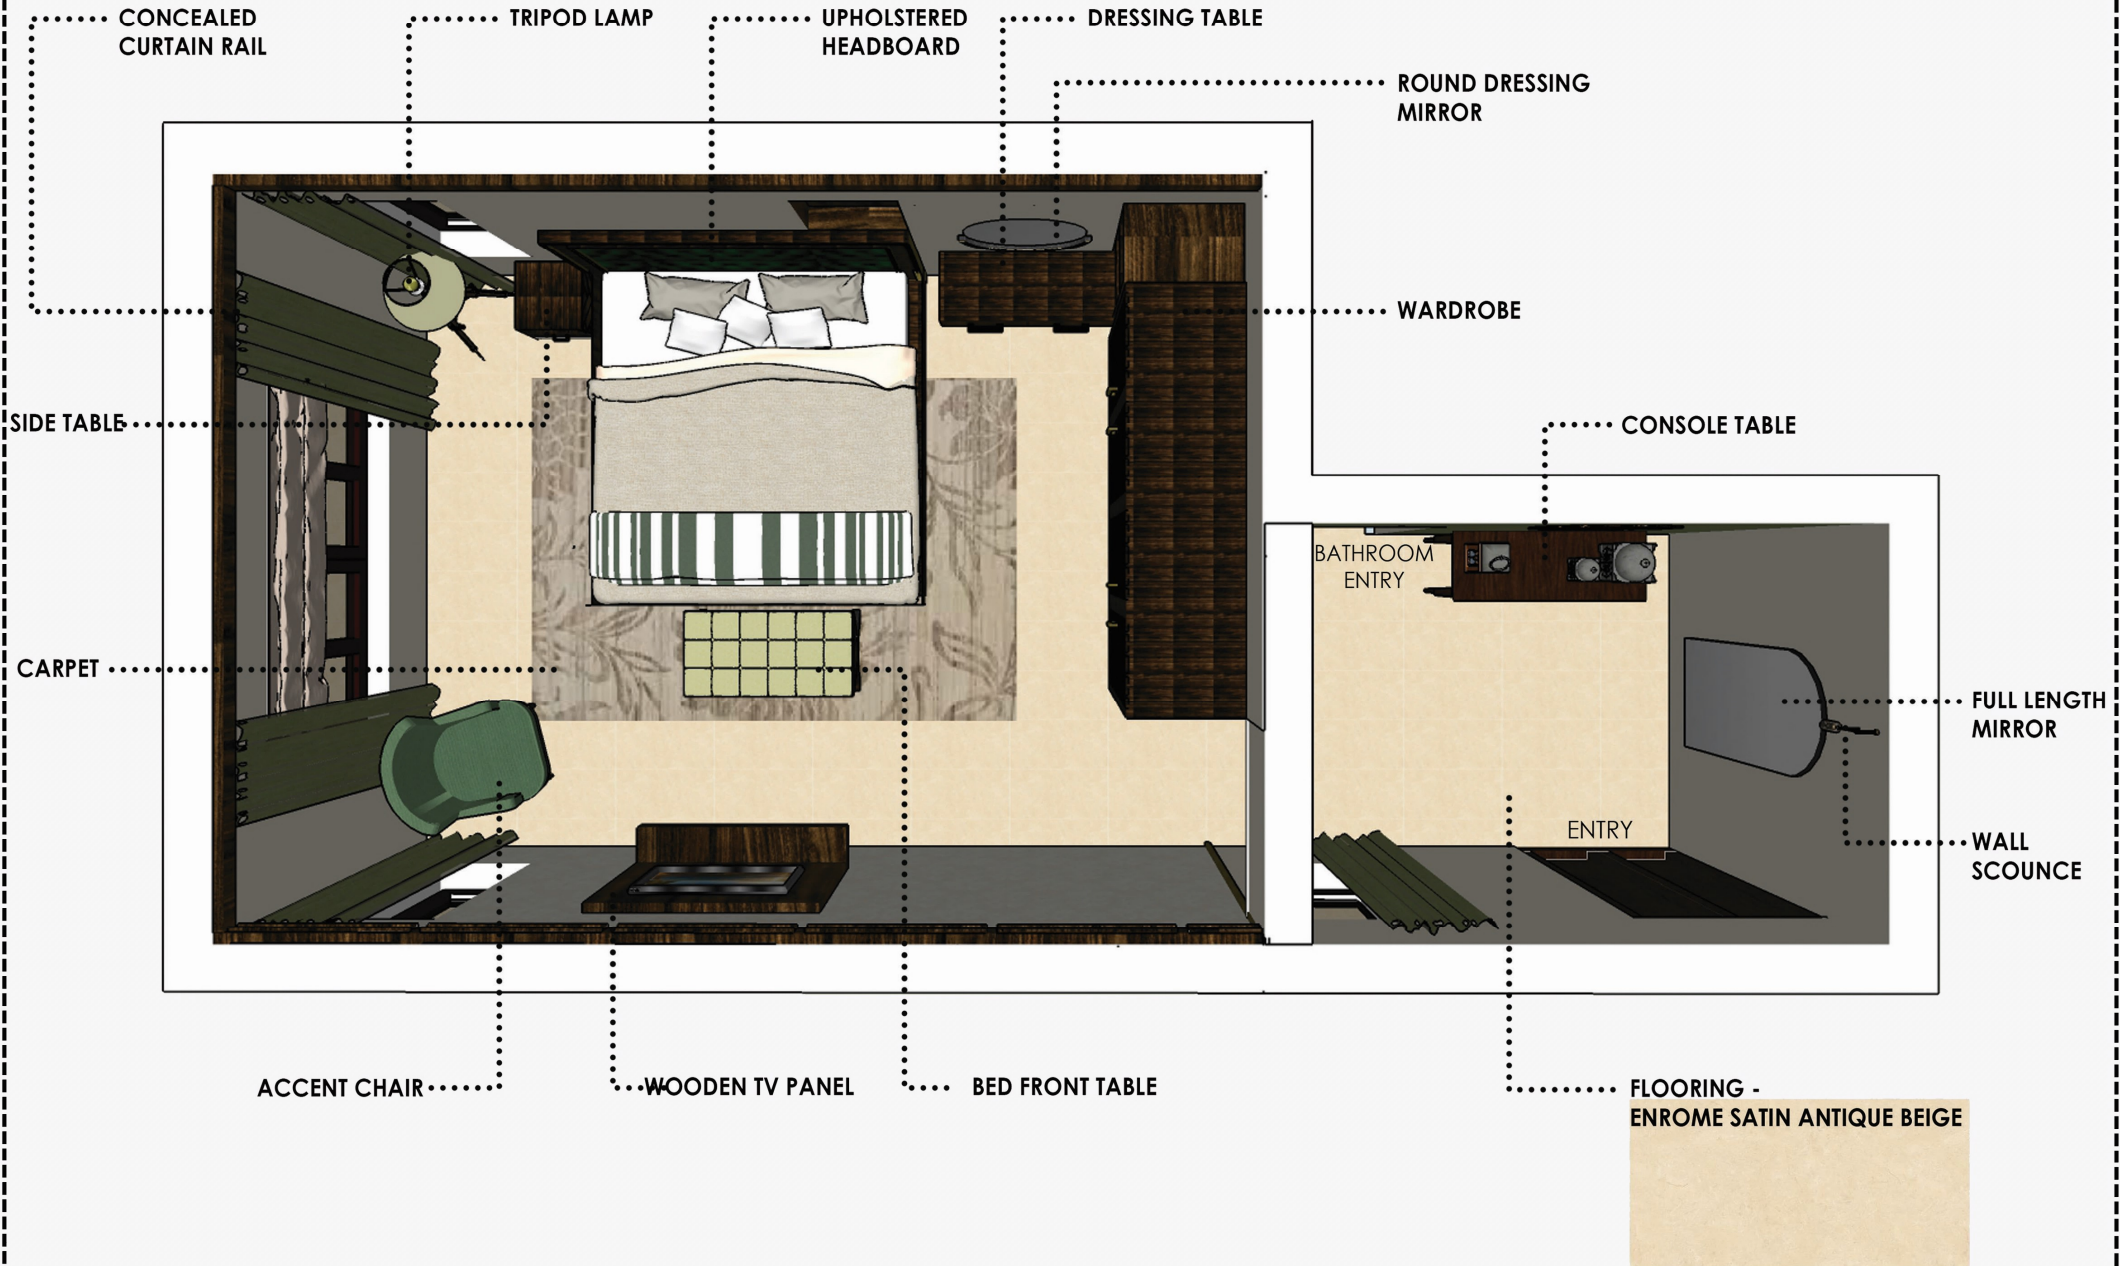 CONCEALED
CURTAIN RAIL
TRIPOD LAMP
UPHOLSTERED
HEADBOARD
DRESSING TABLE
ROUND DRESSING
MIRROR
WARDROBE
SIDE TABLE
CONSOLE TABLE
BATHROOM
ENTRY
CARPET
FULL LENGTH
MIRROR
ENTRY
WALL
SCOUNCE
ACCENT CHAIR
WOODEN TV PANEL
BED FRONT TABLE
FLOORING -
ENROME SATIN ANTIQUE BEIGE